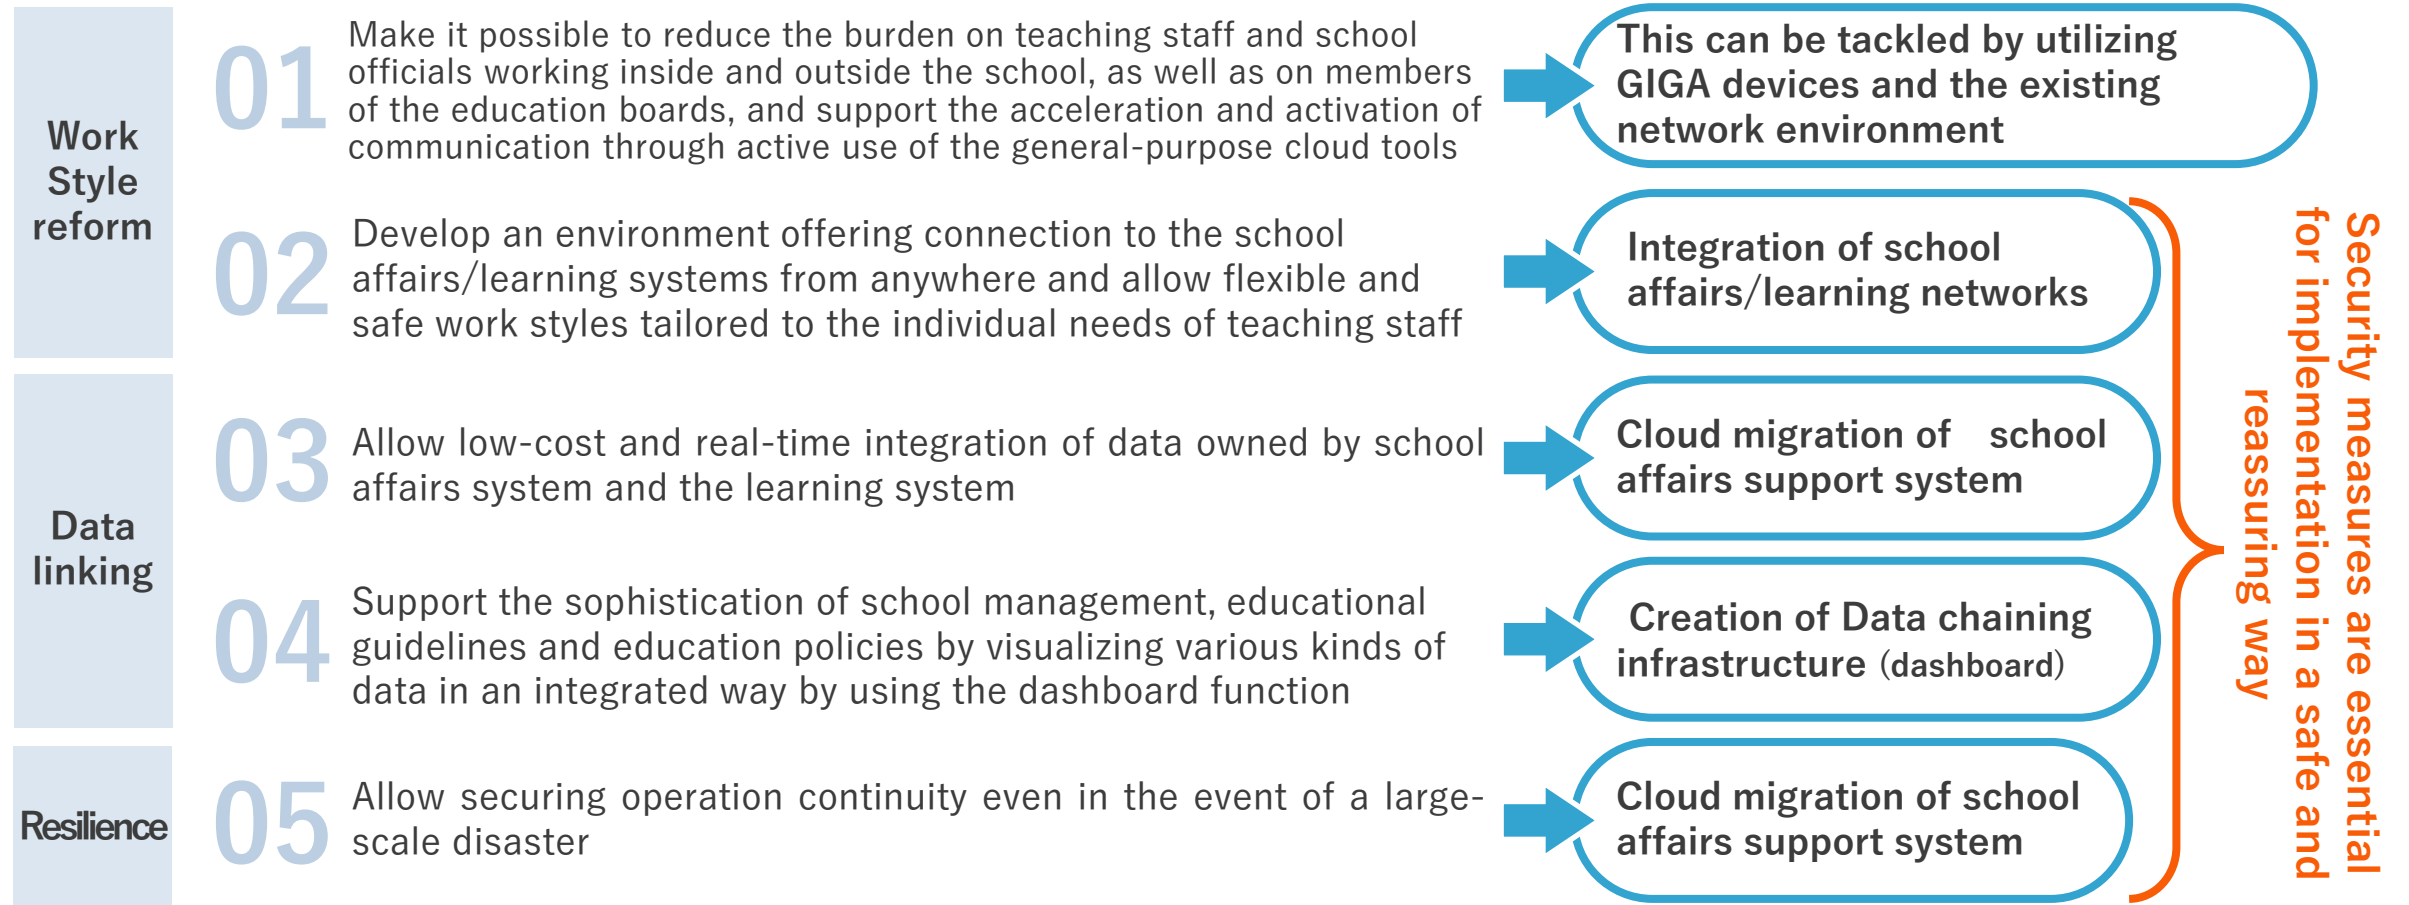 Work
Style
reform
01
Make it possible to reduce the burden on teaching staff and school
officials working inside and outside the school, as well as on members
of the education boards, and support the acceleration and activation of
communication through active use of the general-purpose cloud tools
This can be tackled by utilizing
GIGA devices and the existing
network environment
02
Develop an environment offering connection to the school
affairs/learning systems from anywhere and allow flexible and
safe work styles tailored to the individual needs of teaching staff
Integration of school
affairs/learning networks
Data
linking
03
Allow low-cost and real-time integration of data owned by school
affairs system and the learning system
Cloud migration of school
affairs support system
04
Support the sophistication of school management, educational
guidelines and education policies by visualizing various kinds of
data in an integrated way by using the dashboard function
Creation of Data chaining
infrastructure (dashboard)
Resilience
05
Allow securing operation continuity even in the event of a large-
scale disaster
Cloud migration of school
affairs support system
Security measures are essential
for implementation in a safe and
reassuring way